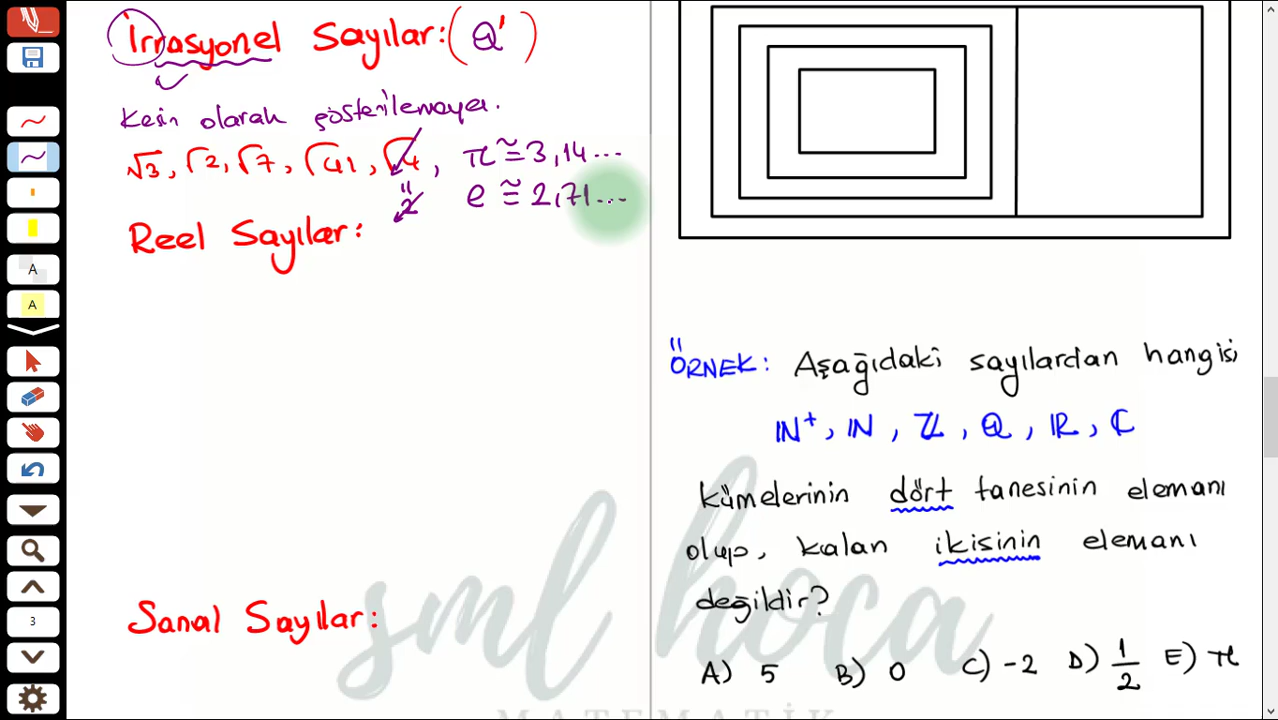 İrrasyonel Sayılar: (Q')
Kesin olarak gösterilemeyen.
√3, √2, √7, √41, √4, π ≅ 3,14...
"
2
e ≅ 2,71...
Reel Sayılar:
Sanal Sayılar:
ÖRNEK: Aşağıdaki sayılardan hangisi
ℕ⁺, ℕ, ℤ, ℚ, ℝ, ℂ
kümelerinin dört tanesinin elemanı
olup, kalan ikisinin elemanı
değildir?
A) 5 B) 0 C) -2 D) 1/2 E) π
sml hoca
MATEMATİK
A
A
3